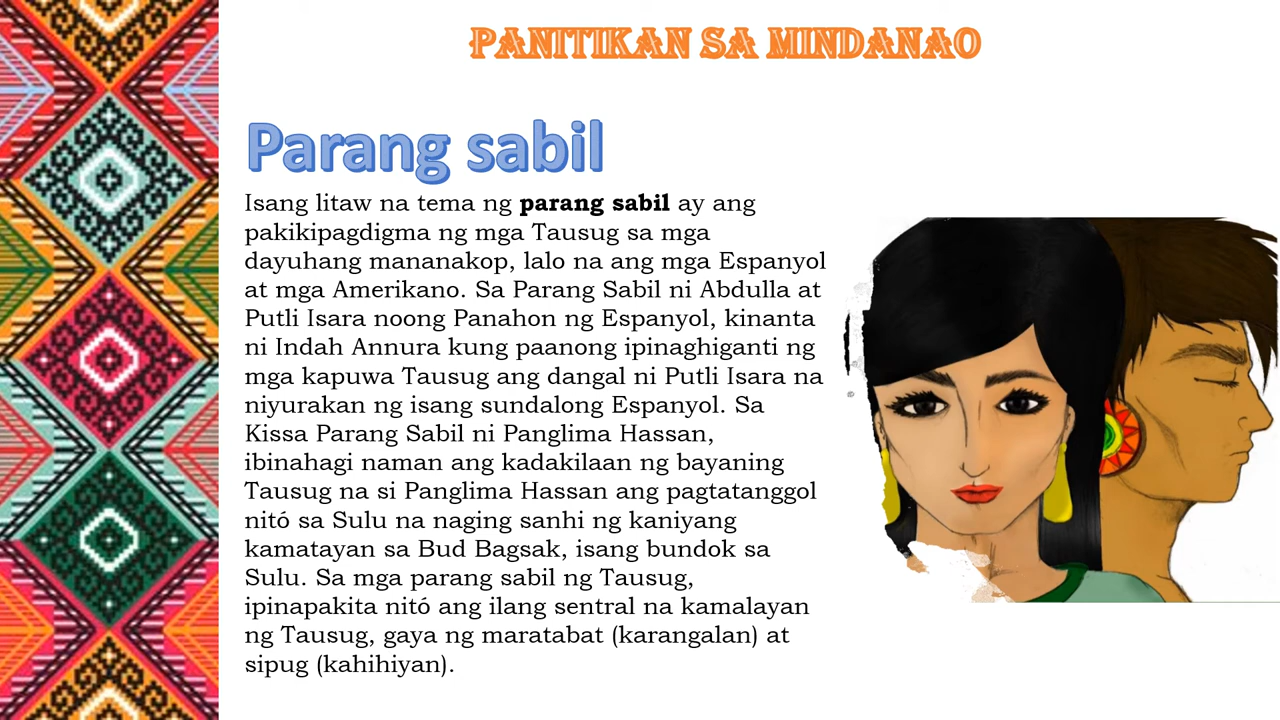 PANITIKAN SA MINDANAO
Parang sabil
Isang litaw na tema ng parang sabil ay ang
pakikipagdigma ng mga Tausug sa mga
dayuhang mananakop, lalo na ang mga Espanyol
at mga Amerikano. Sa Parang Sabil ni Abdulla at
Putli Isara noong Panahon ng Espanyol, kinanta
ni Indah Annura kung paanong ipinaghiganti ng
mga kapuwa Tausug ang dangal ni Putli Isara na
niyurakan ng isang sundalong Espanyol. Sa
Kissa Parang Sabil ni Panglima Hassan,
ibinahagi naman ang kadakilaan ng bayaning
Tausug na si Panglima Hassan ang pagtatanggol
nitó sa Sulu na naging sanhi ng kaniyang
kamatayan sa Bud Bagsak, isang bundok sa
Sulu. Sa mga parang sabil ng Tausug,
ipinapakita nitó ang ilang sentral na kamalayan
ng Tausug, gaya ng maratabat (karangalan) at
sipug (kahihiyan).